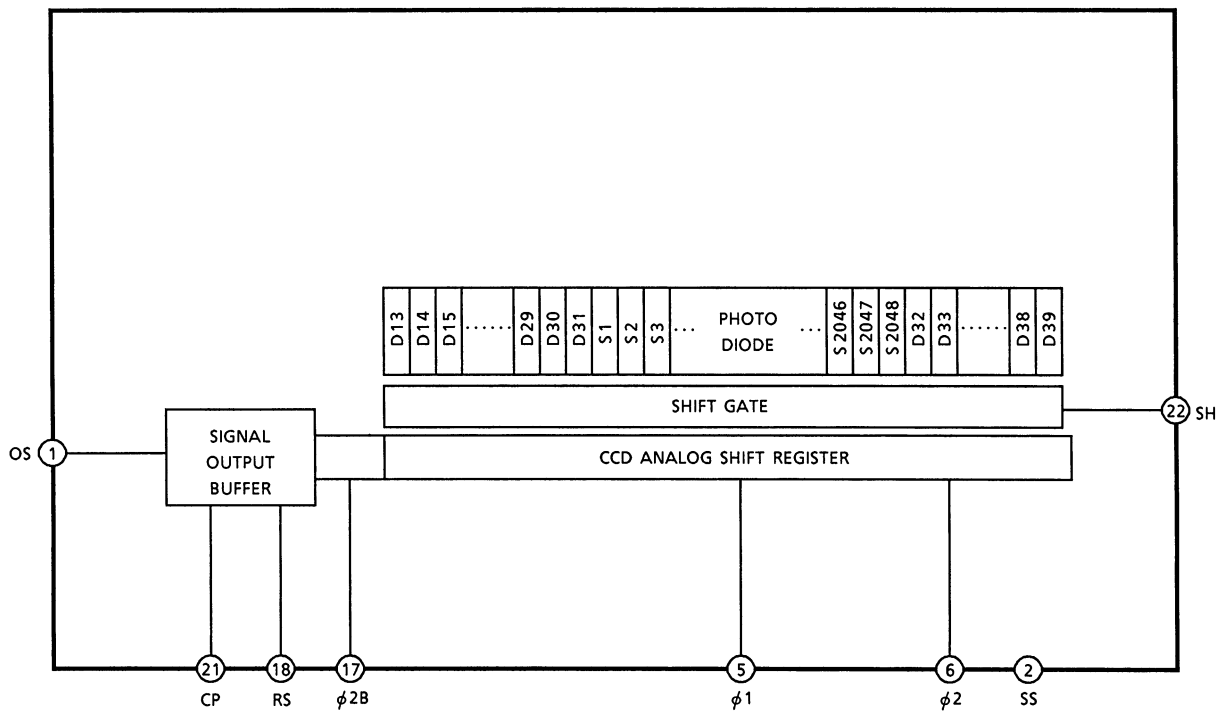 D13 D14 D15 ······ D29 D30 D31 S1 S2 S3 ··· PHOTO DIODE ··· S2046 S2047 S2048 D32 D33 ······ D38 D39
SHIFT GATE
22 SH
SIGNAL
OUTPUT
BUFFER
OS 1
CCD ANALOG SHIFT REGISTER
21 18 17 5 6 2
CP RS ϕ2B ϕ1 ϕ2 SS